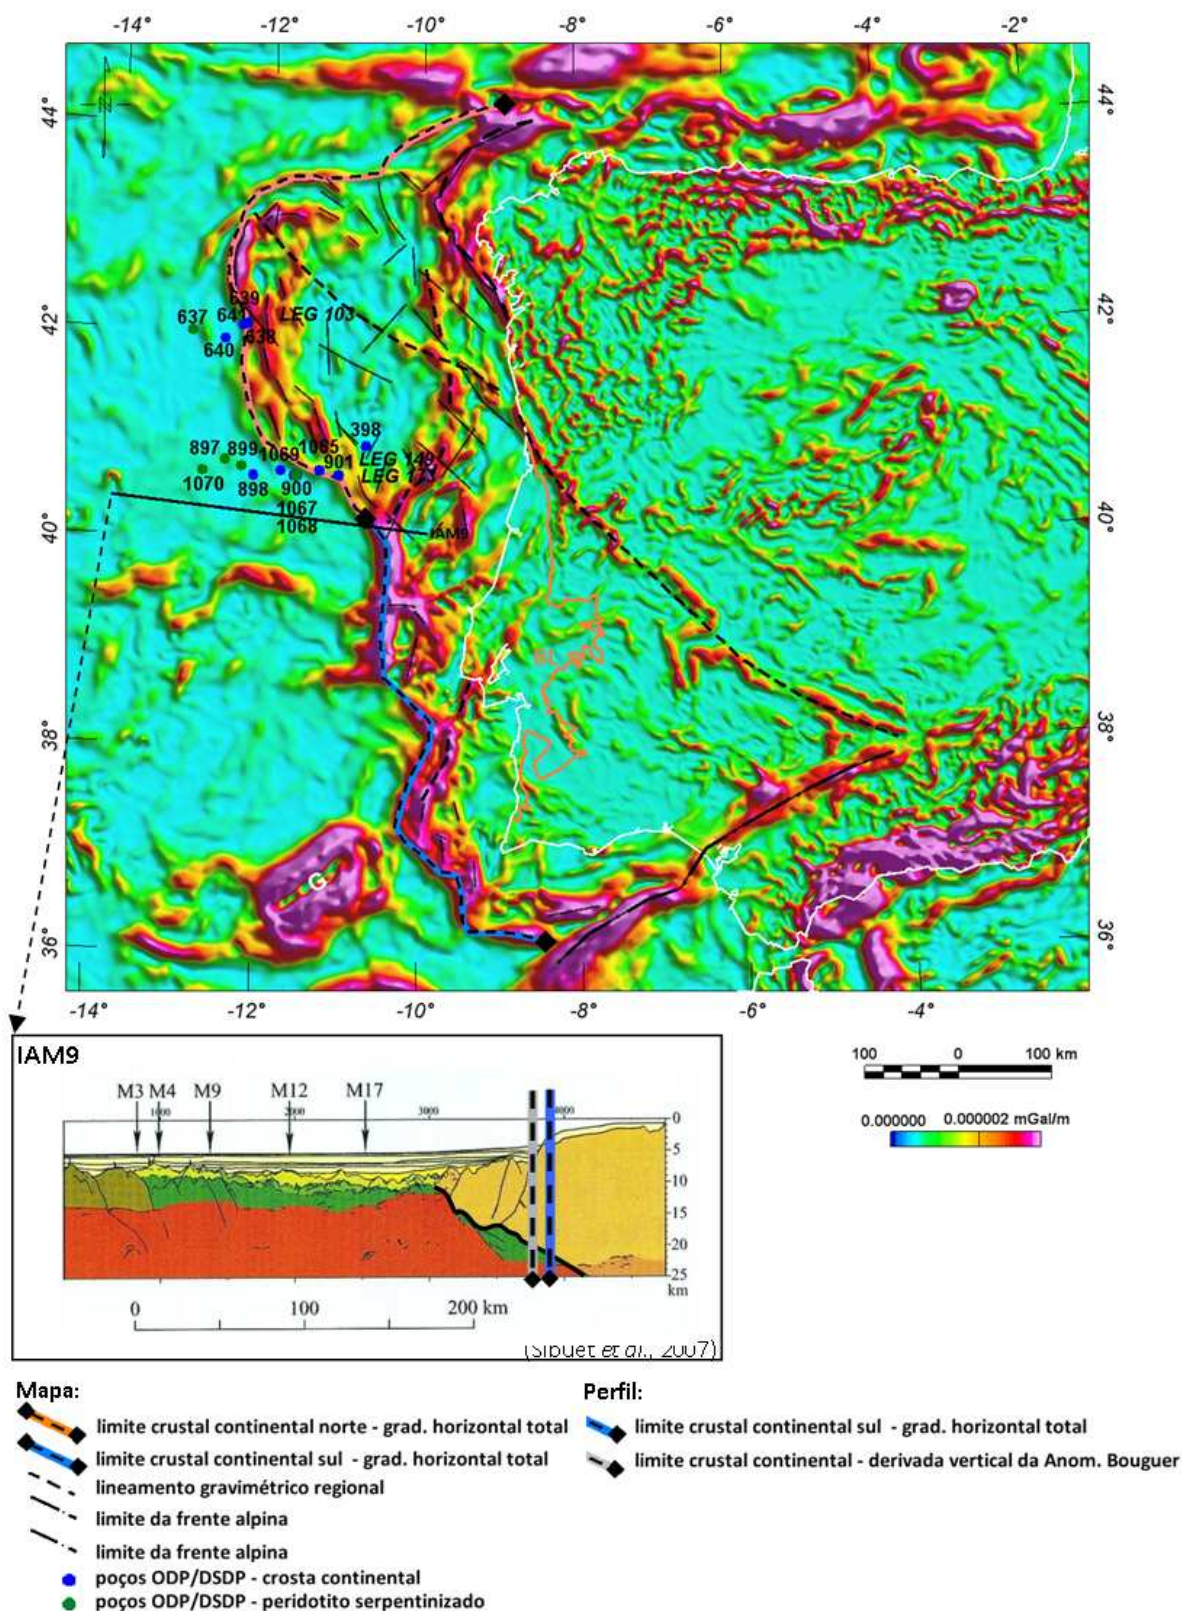 -14° -12° -10° -8° -6° -4° -2°
44° 44°
42° 42°
40° 40°
38° 38°
36° 36°
639
637 641 LEG 103
638
640
398
897 899 1069 1065
901 LEG 149
1070 898 900 LEG 173
1067
1068
IAM9
G
-14° -12° -10° -8° -6° -4°
IAM9
M3 M4 M9 M12 M17
1000 2000 3000 4000
0
5
10
15
20
25
km
0 100 200 km
(Sibuet et al., 2007)
100 0 100 km
0.000000 0.000002 mGal/m
Mapa:
limite crustal continental norte - grad. horizontal total
limite crustal continental sul - grad. horizontal total
lineamento gravimétrico regional
limite da frente alpina
limite da frente alpina
poços ODP/DSDP - crosta continental
poços ODP/DSDP - peridotito serpentinizado
Perfil:
limite crustal continental sul - grad. horizontal total
limite crustal continental - derivada vertical da Anom. Bouguer